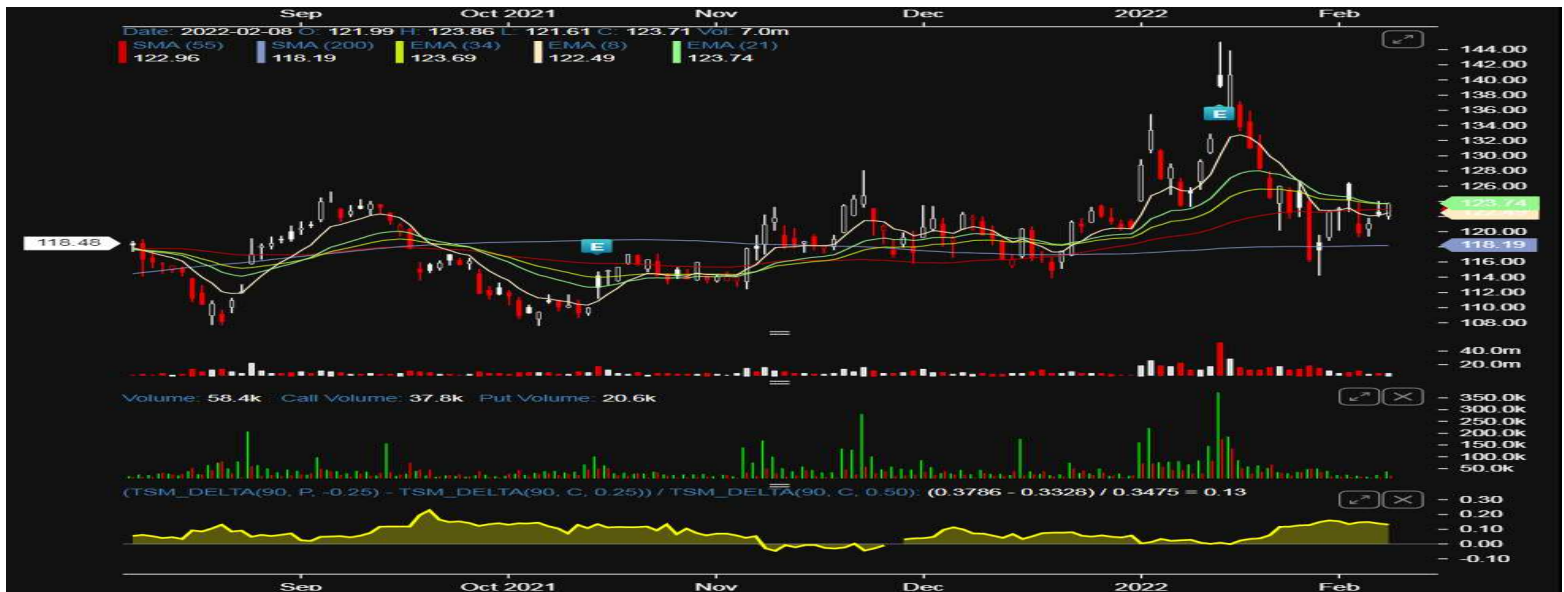 Sep Oct 2021 Nov Dec 2022 Feb
Date: 2022-02-08 O: 121.99 H: 123.86 L: 121.61 C: 123.71 Vol: 7.0m
SMA (55) SMA (200) EMA (34) EMA (8) EMA (21)
122.96 118.19 123.69 122.49 123.74
144.00
142.00
140.00
138.00
136.00
E
134.00
132.00
130.00
128.00
126.00
123.74
120.00
118.48
E
118.19
116.00
114.00
112.00
110.00
108.00
40.0m
20.0m
Volume: 58.4k Call Volume: 37.8k Put Volume: 20.6k
350.0k
300.0k
250.0k
200.0k
150.0k
100.0k
50.0k
(TSM_DELTA(90, P, -0.25) - TSM_DELTA(90, C, 0.25)) / TSM_DELTA(90, C, 0.50): (0.3786 - 0.3328) / 0.3475 = 0.13
0.30
0.20
0.10
0.00
-0.10
Sep Oct 2021 Nov Dec 2022 Feb